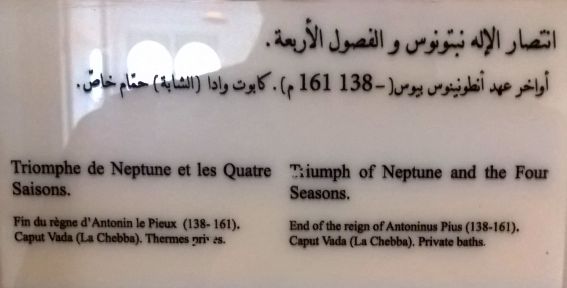 انتصار الإله نبتونوس و الفصول الأربعة.
أواخر عهد أنطونينوس بيوس(-138 161 م). كابوت وادا (الشابة) حمّام خاصّ.
Triomphe de Neptune et les Quatre
Saisons.
Fin du règne d'Antonin le Pieux (138-161).
Caput Vada (La Chebba). Thermes privées.
Triumph of Neptune and the Four
Seasons.
End of the reign of Antoninus Pius (138-161).
Caput Vada (La Chebba). Private baths.